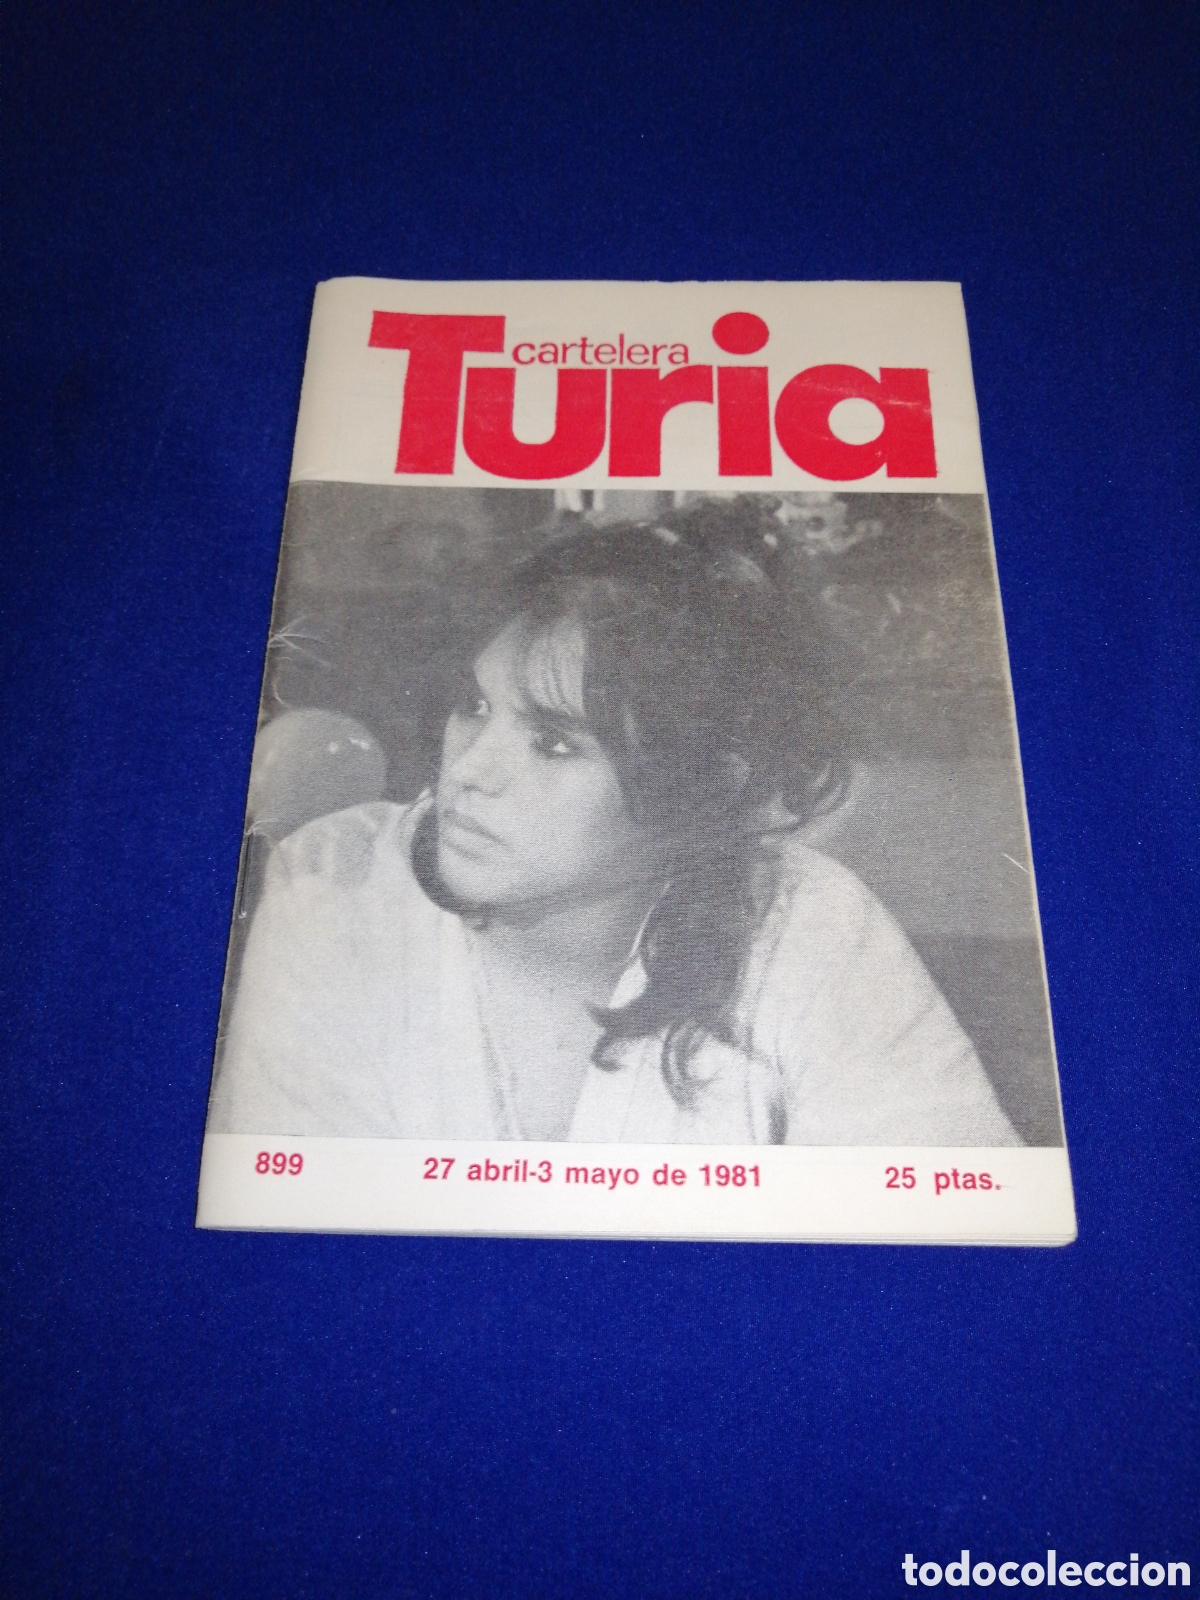 cartelera
Turia
899 27 abril-3 mayo de 1981 25 ptas.
todocoleccion